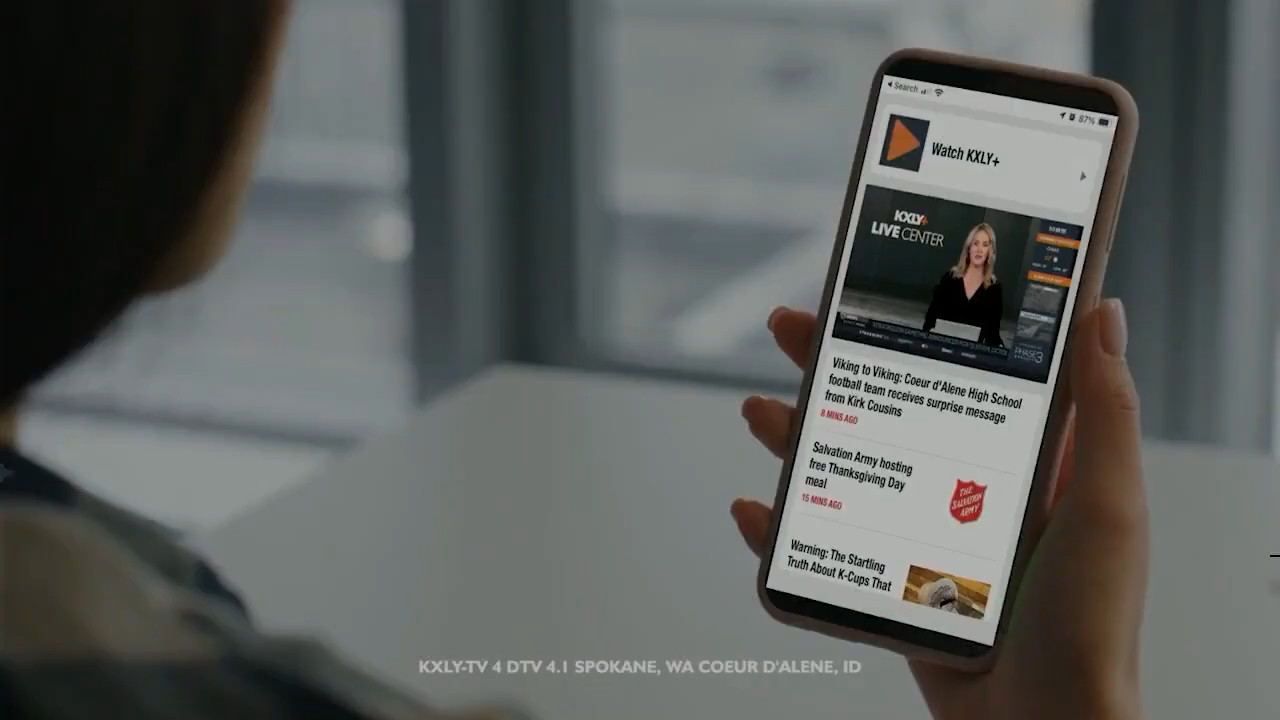 Search
87%
Watch KXLY+
KXLY+
LIVE CENTER
PHASE3
Viking to Viking: Coeur d'Alene High School
football team receives surprise message
from Kirk Cousins
8 MINS AGO
Salvation Army hosting
free Thanksgiving Day
meal
15 MINS AGO
THE
SALVATION
ARMY
Warning: The Startling
Truth About K-Cups That
KXLY-TV 4 DTV 4.1 SPOKANE, WA COEUR D'ALENE, ID